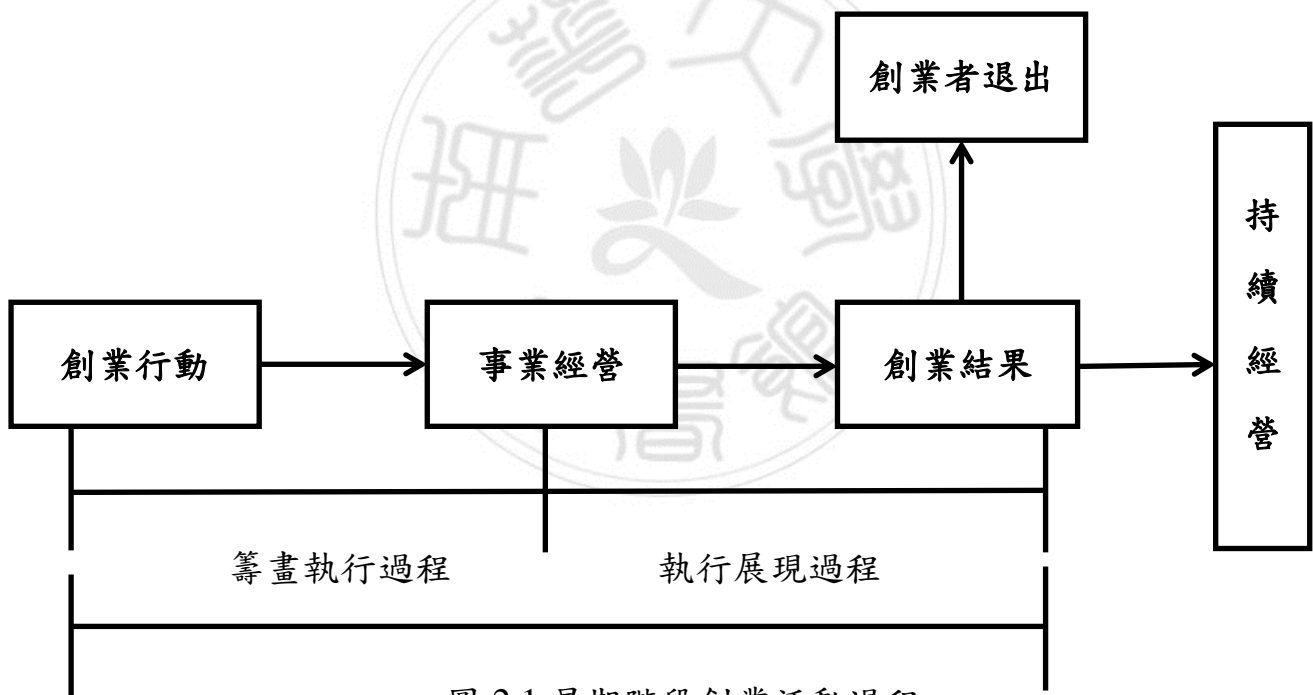 創業者退出
持續經營
創業行動
事業經營
創業結果
籌畫執行過程
執行展現過程
圖 2.1 早期階段創業活動過程